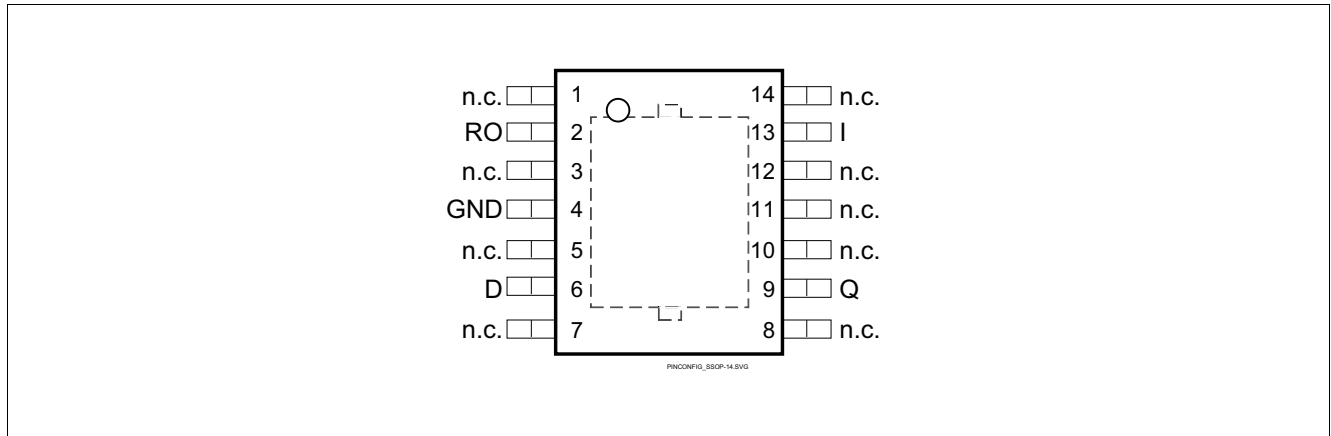 n.c. 1 14 n.c.
RO 2 13 I
n.c. 3 12 n.c.
GND 4 11 n.c.
n.c. 5 10 n.c.
D 6 9 Q
n.c. 7 8 n.c.
PINCONFIG_SSOP-14.SVG